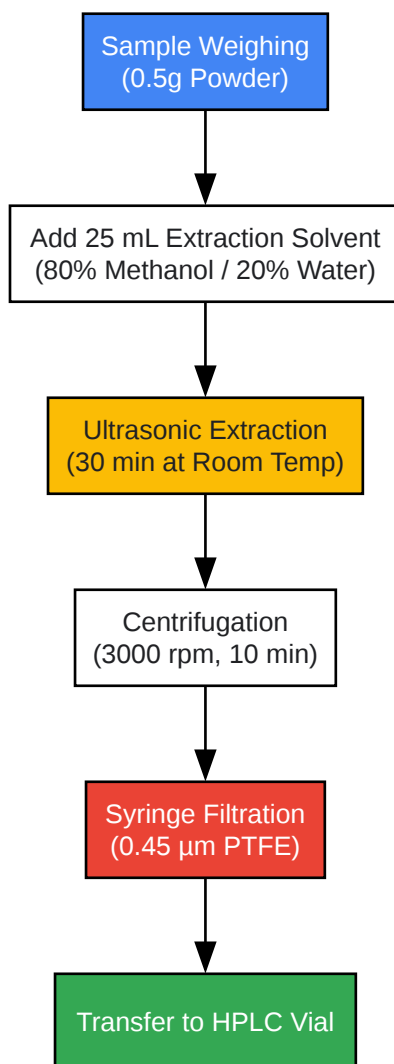 Sample Weighing
(0.5g Powder)
Add 25 mL Extraction Solvent
(80% Methanol / 20% Water)
Ultrasonic Extraction
(30 min at Room Temp)
Centrifugation
(3000 rpm, 10 min)
Syringe Filtration
(0.45 µm PTFE)
Transfer to HPLC Vial